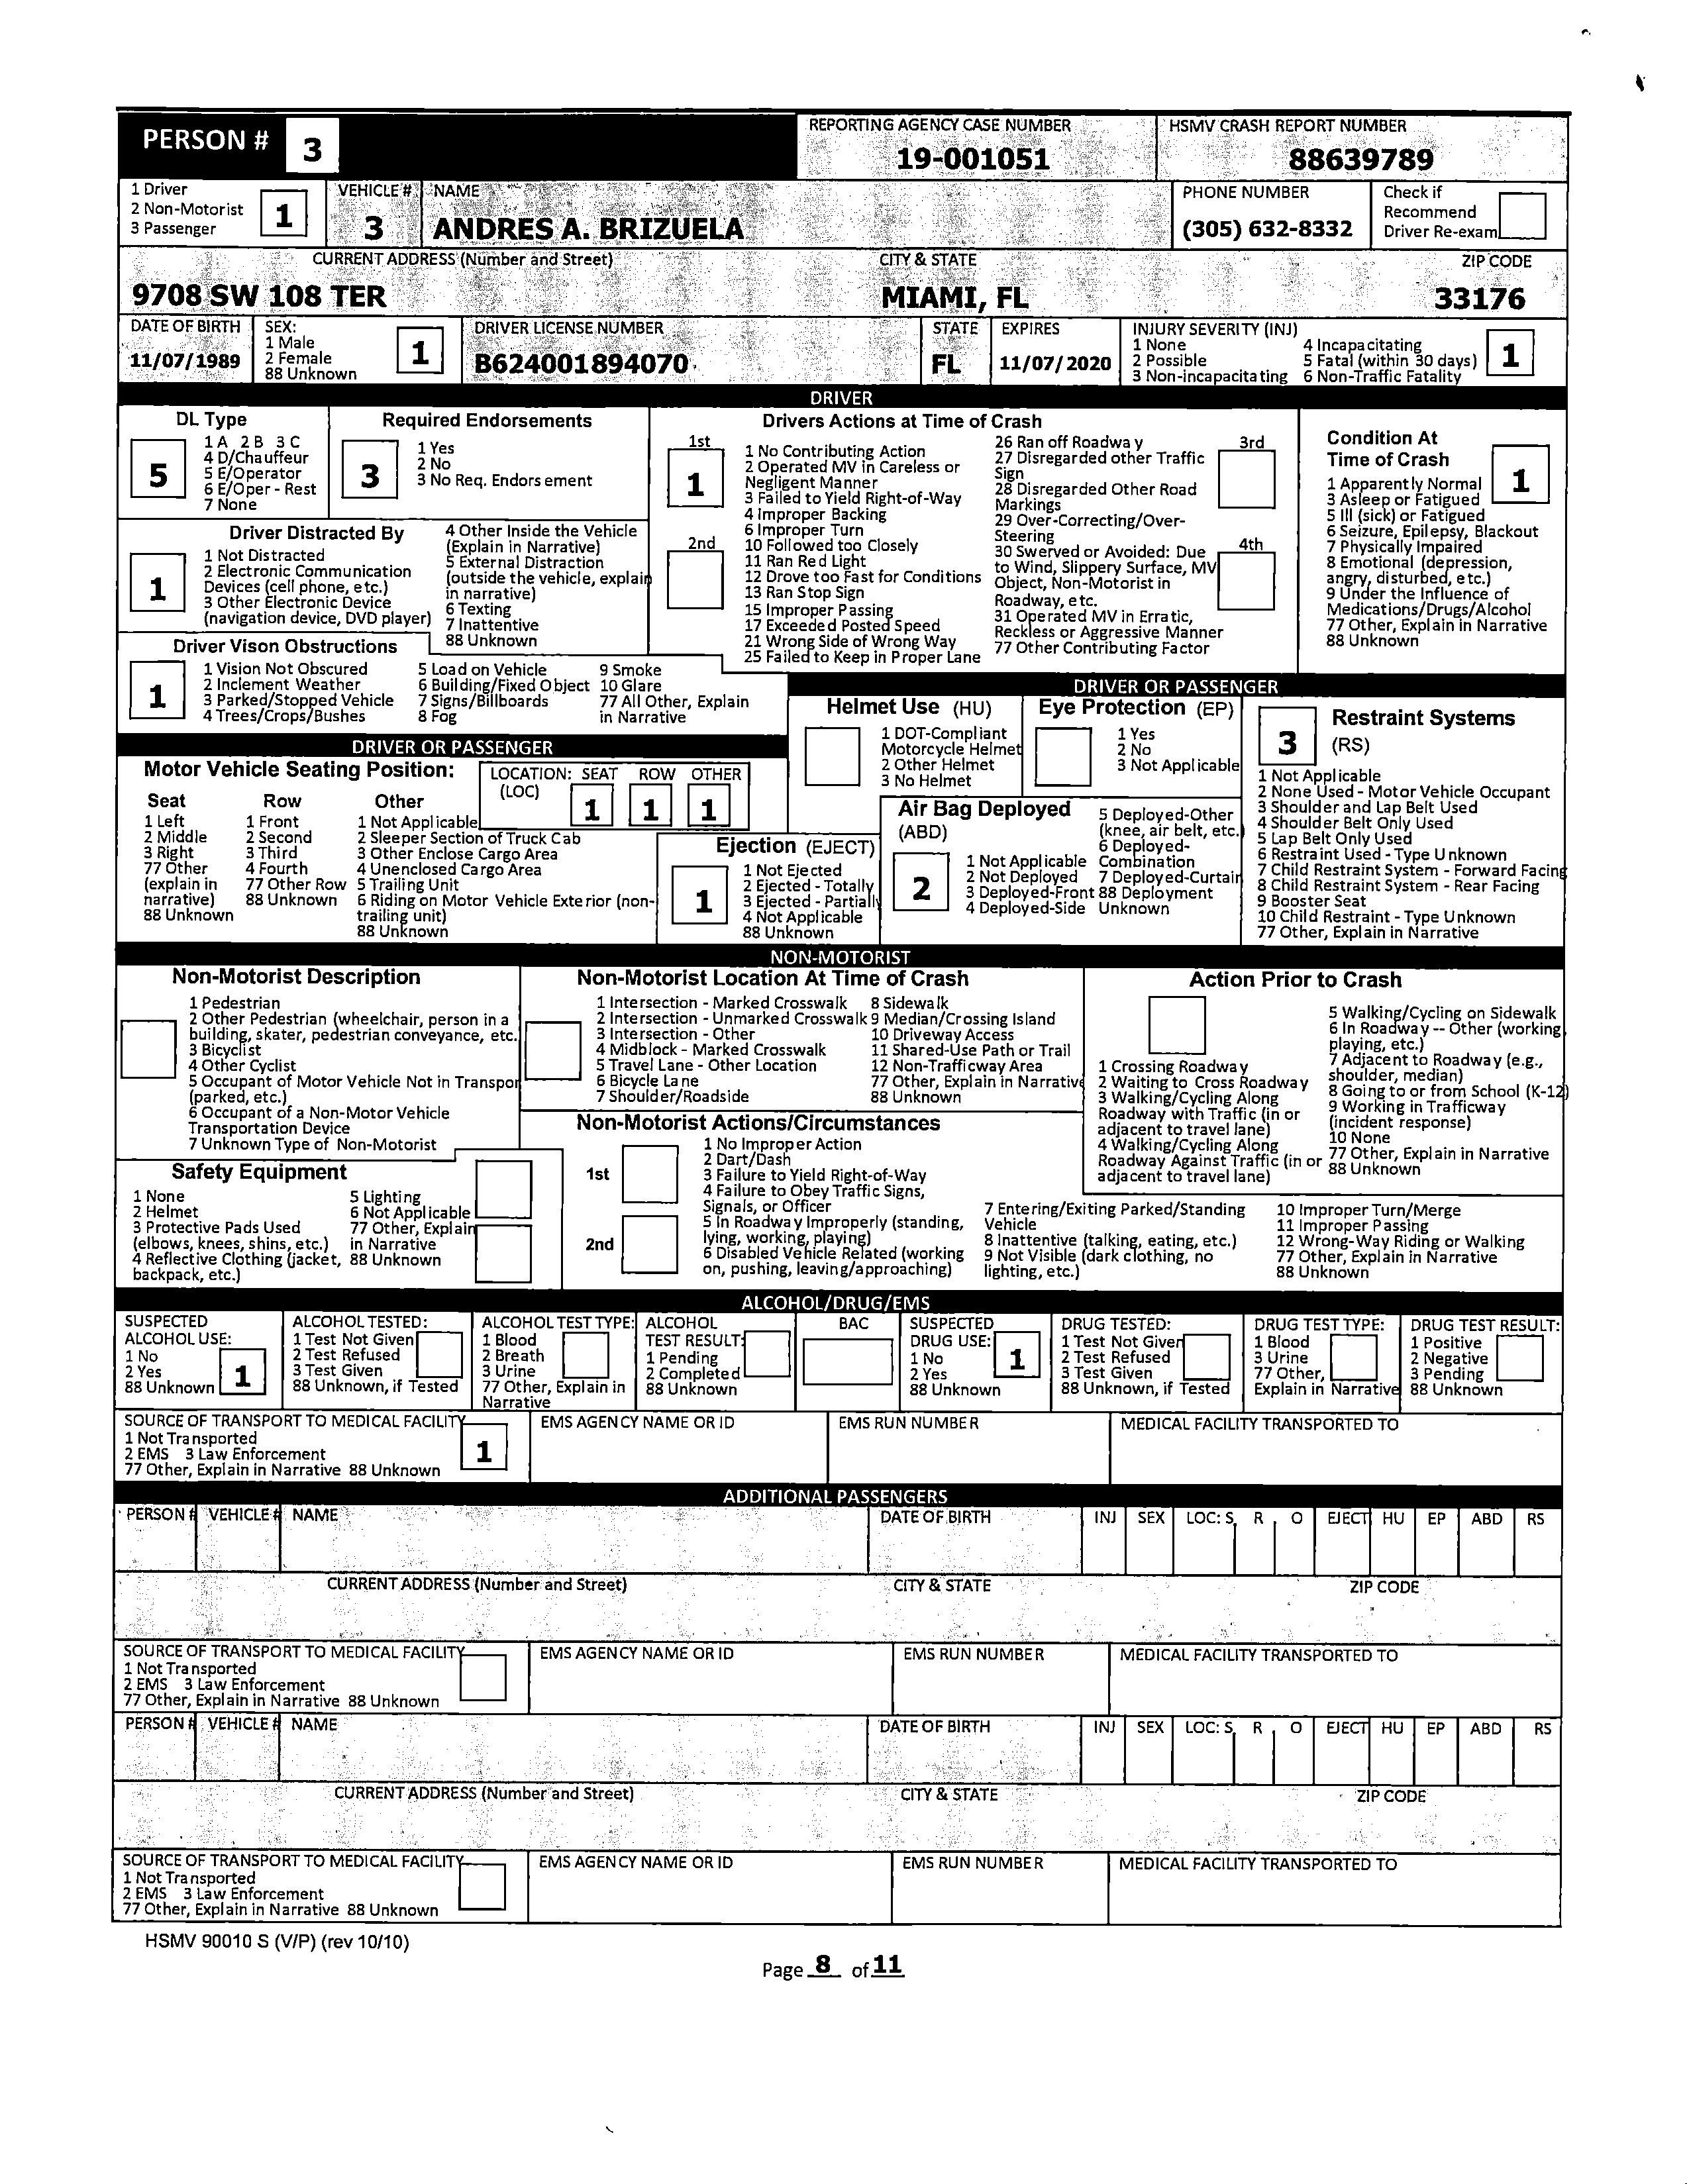 PERSON # 3
REPORTING AGENCY CASE NUMBER
19-001051
HSMV CRASH REPORT NUMBER
88639789
1 Driver
2 Non-Motorist
3 Passenger
1
VEHICLE #
3
NAME
ANDRES A. BRIZUELA
PHONE NUMBER
(305) 632-8332
Check if
Recommend
Driver Re-exam
CURRENT ADDRESS (Number and Street)
9708 SW 108 TER
CITY & STATE
MIAMI, FL
ZIP CODE
33176
DATE OF BIRTH
11/07/1989
SEX:
1 Male
2 Female
88 Unknown
1
DRIVER LICENSE NUMBER
B624001894070
STATE
FL
EXPIRES
11/07/2020
INJURY SEVERITY (INJ)
1 None
2 Possible
3 Non-incapacitating
4 Incapacitating
5 Fatal (within 30 days)
6 Non-Traffic Fatality
1
DRIVER
DL Type
5
1 A 2 B 3 C
4 D/Chauffeur
5 E/Operator
6 E/Oper - Rest
7 None
Required Endorsements
3
1 Yes
2 No
3 No Req. Endorsement
Driver Distracted By
1
1 Not Distracted
2 Electronic Communication
Devices (cell phone, etc.)
3 Other Electronic Device
(navigation device, DVD player)
4 Other Inside the Vehicle
(Explain in Narrative)
5 External Distraction
(outside the vehicle, explain
in narrative)
6 Texting
7 Inattentive
88 Unknown
Driver Vison Obstructions
1
1 Vision Not Obscured
2 Inclement Weather
3 Parked/Stopped Vehicle
4 Trees/Crops/Bushes
5 Load on Vehicle
6 Building/Fixed Object
7 Signs/Billboards
8 Fog
9 Smoke
10 Glare
77 All Other, Explain
in Narrative
Drivers Actions at Time of Crash
1st
1
2nd
1 No Contributing Action
2 Operated MV in Careless or
Negligent Manner
3 Failed to Yield Right-of-Way
4 Improper Backing
6 Improper Turn
10 Followed too Closely
11 Ran Red Light
12 Drove too Fast for Conditions
13 Ran Stop Sign
15 Improper Passing
17 Exceeded Posted Speed
21 Wrong Side of Wrong Way
25 Failed to Keep in Proper Lane
26 Ran off Roadway
27 Disregarded other Traffic
Sign
28 Disregarded Other Road
Markings
29 Over-Correcting/Over-
Steering
30 Swerved or Avoided: Due
to Wind, Slippery Surface, MV
Object, Non-Motorist in
Roadway, etc.
31 Operated MV in Erratic,
Reckless or Aggressive Manner
77 Other Contributing Factor
3rd
4th
Condition At
Time of Crash
1
1 Apparently Normal
3 Asleep or Fatigued
5 Ill (sick) or Fatigued
6 Seizure, Epilepsy, Blackout
7 Physically Impaired
8 Emotional (depression,
angry, disturbed, etc.)
9 Under the Influence of
Medications/Drugs/Alcohol
77 Other, Explain in Narrative
88 Unknown
DRIVER OR PASSENGER
Motor Vehicle Seating Position:
LOCATION: SEAT ROW OTHER
(LOC)
1 1 1
Seat
1 Left
2 Middle
3 Right
77 Other
(explain in
narrative)
88 Unknown
Row
1 Front
2 Second
3 Third
4 Fourth
77 Other Row
88 Unknown
Other
1 Not Applicable
2 Sleeper Section of Truck Cab
3 Other Enclose Cargo Area
4 Unenclosed Cargo Area
5 Trailing Unit
6 Riding on Motor Vehicle Exterior (non-
trailing unit)
88 Unknown
DRIVER OR PASSENGER
Helmet Use (HU)
1 DOT-Compliant
Motorcycle Helmet
2 Other Helmet
3 No Helmet
Eye Protection (EP)
1 Yes
2 No
3 Not Applicable
Ejection (EJECT)
1
1 Not Ejected
2 Ejected - Totally
3 Ejected - Partially
4 Not Applicable
88 Unknown
Air Bag Deployed
(ABD)
2
1 Not Applicable
2 Not Deployed
3 Deployed-Front
4 Deployed-Side
5 Deployed-Other
(knee, air belt, etc.)
6 Deployed-
Combination
7 Deployed-Curtain
88 Deployment
Unknown
3
Restraint Systems
(RS)
1 Not Applicable
2 None Used - Motor Vehicle Occupant
3 Shoulder and Lap Belt Used
4 Shoulder Belt Only Used
5 Lap Belt Only Used
6 Restraint Used - Type Unknown
7 Child Restraint System - Forward Facing
8 Child Restraint System - Rear Facing
9 Booster Seat
10 Child Restraint - Type Unknown
77 Other, Explain in Narrative
NON-MOTORIST
Non-Motorist Description
1 Pedestrian
2 Other Pedestrian (wheelchair, person in a
building, skater, pedestrian conveyance, etc.
3 Bicyclist
4 Other Cyclist
5 Occupant of Motor Vehicle Not in Transpor
(parked, etc.)
6 Occupant of a Non-Motor Vehicle
Transportation Device
7 Unknown Type of Non-Motorist
Non-Motorist Location At Time of Crash
1 Intersection - Marked Crosswalk
2 Intersection - Unmarked Crosswalk
3 Intersection - Other
4 Midblock - Marked Crosswalk
5 Travel Lane - Other Location
6 Bicycle Lane
7 Shoulder/Roadside
8 Sidewalk
9 Median/Crossing Island
10 Driveway Access
11 Shared-Use Path or Trail
12 Non-Trafficway Area
77 Other, Explain in Narrative
88 Unknown
Action Prior to Crash
1 Crossing Roadway
2 Waiting to Cross Roadway
3 Walking/Cycling Along
Roadway with Traffic (in or
adjacent to travel lane)
4 Walking/Cycling Along
Roadway Against Traffic (in or
adjacent to travel lane)
5 Walking/Cycling on Sidewalk
6 In Roadway -- Other (working,
playing, etc.)
7 Adjacent to Roadway (e.g.,
shoulder, median)
8 Going to or from School (K-12)
9 Working in Trafficway
(incident response)
10 None
77 Other, Explain in Narrative
88 Unknown
Safety Equipment
1 None
2 Helmet
3 Protective Pads Used
(elbows, knees, shins, etc.)
4 Reflective Clothing (jacket,
backpack, etc.)
5 Lighting
6 Not Applicable
77 Other, Explain
in Narrative
88 Unknown
Non-Motorist Actions/Circumstances
1st
2nd
1 No Improper Action
2 Dart/Dash
3 Failure to Yield Right-of-Way
4 Failure to Obey Traffic Signs,
Signals, or Officer
5 In Roadway Improperly (standing,
lying, working, playing)
6 Disabled Vehicle Related (working
on, pushing, leaving/approaching)
7 Entering/Exiting Parked/Standing
Vehicle
8 Inattentive (talking, eating, etc.)
9 Not Visible (dark clothing, no
lighting, etc.)
10 Improper Turn/Merge
11 Improper Passing
12 Wrong-Way Riding or Walking
77 Other, Explain in Narrative
88 Unknown
ALCOHOL/DRUG/EMS
SUSPECTED
ALCOHOL USE:
1 No
2 Yes
88 Unknown
1
ALCOHOL TESTED:
1 Test Not Given
2 Test Refused
3 Test Given
88 Unknown, if Tested
ALCOHOL TEST TYPE:
1 Blood
2 Breath
3 Urine
77 Other, Explain in
Narrative
ALCOHOL
TEST RESULT:
1 Pending
2 Completed
88 Unknown
BAC
SUSPECTED
DRUG USE:
1 No
2 Yes
88 Unknown
1
DRUG TESTED:
1 Test Not Given
2 Test Refused
3 Test Given
88 Unknown, if Tested
DRUG TEST TYPE:
1 Blood
3 Urine
77 Other,
Explain in Narrative
DRUG TEST RESULT:
1 Positive
2 Negative
3 Pending
88 Unknown
SOURCE OF TRANSPORT TO MEDICAL FACILITY
1 Not Transported
2 EMS 3 Law Enforcement
77 Other, Explain in Narrative 88 Unknown
1
EMS AGENCY NAME OR ID
EMS RUN NUMBER
MEDICAL FACILITY TRANSPORTED TO
ADDITIONAL PASSENGERS
PERSON # VEHICLE # NAME DATE OF BIRTH INJ SEX LOC: S R O EJECT HU EP ABD RS
CURRENT ADDRESS (Number and Street) CITY & STATE ZIP CODE
SOURCE OF TRANSPORT TO MEDICAL FACILITY
1 Not Transported
2 EMS 3 Law Enforcement
77 Other, Explain in Narrative 88 Unknown
EMS AGENCY NAME OR ID
EMS RUN NUMBER
MEDICAL FACILITY TRANSPORTED TO
PERSON # VEHICLE # NAME DATE OF BIRTH INJ SEX LOC: S R O EJECT HU EP ABD RS
CURRENT ADDRESS (Number and Street) CITY & STATE ZIP CODE
SOURCE OF TRANSPORT TO MEDICAL FACILITY
1 Not Transported
2 EMS 3 Law Enforcement
77 Other, Explain in Narrative 88 Unknown
EMS AGENCY NAME OR ID
EMS RUN NUMBER
MEDICAL FACILITY TRANSPORTED TO
HSMV 90010 S (V/P) (rev 10/10)
Page 8 of 11